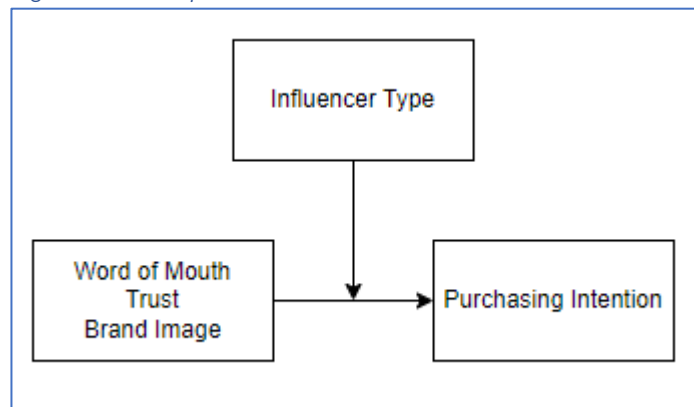 Influencer Type
Word of Mouth
Trust
Brand Image
Purchasing Intention